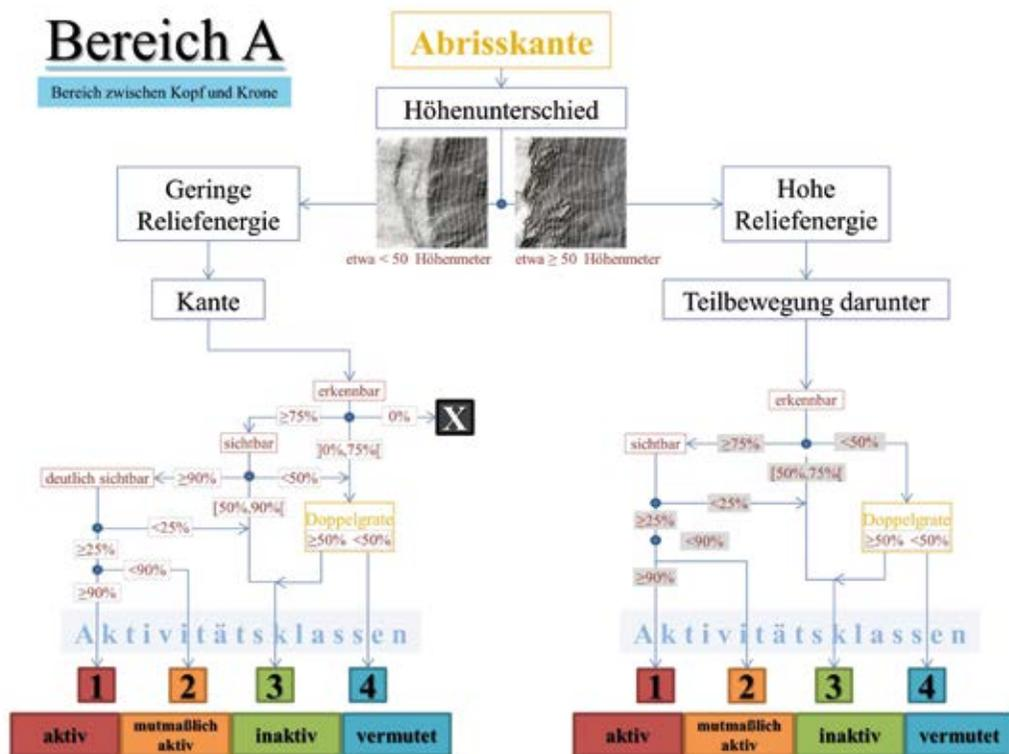 Bereich A
Bereich zwischen Kopf und Krone
Abrisskante
Höhenunterschied
Geringe
Reliefenergie
etwa < 50 Höhenmeter
etwa ≥ 50 Höhenmeter
Hohe
Reliefenergie
Kante
erkennbar
≥75%
0%
X
]0%,75%[
sichtbar
deutlich sichtbar
≥90%
<50%
[50%,90%[
<25%
Doppelgrate
≥50% <50%
≥25%
<90%
≥90%
Teilbewegung darunter
erkennbar
sichtbar
≥75%
<50%
[50%,75%[
<25%
Doppelgrate
≥50% <50%
≥25%
<90%
≥90%
Aktivitätsklassen
1
2
3
4
aktiv
mutmaßlich
aktiv
inaktiv
vermutet
Aktivitätsklassen
1
2
3
4
aktiv
mutmaßlich
aktiv
inaktiv
vermutet